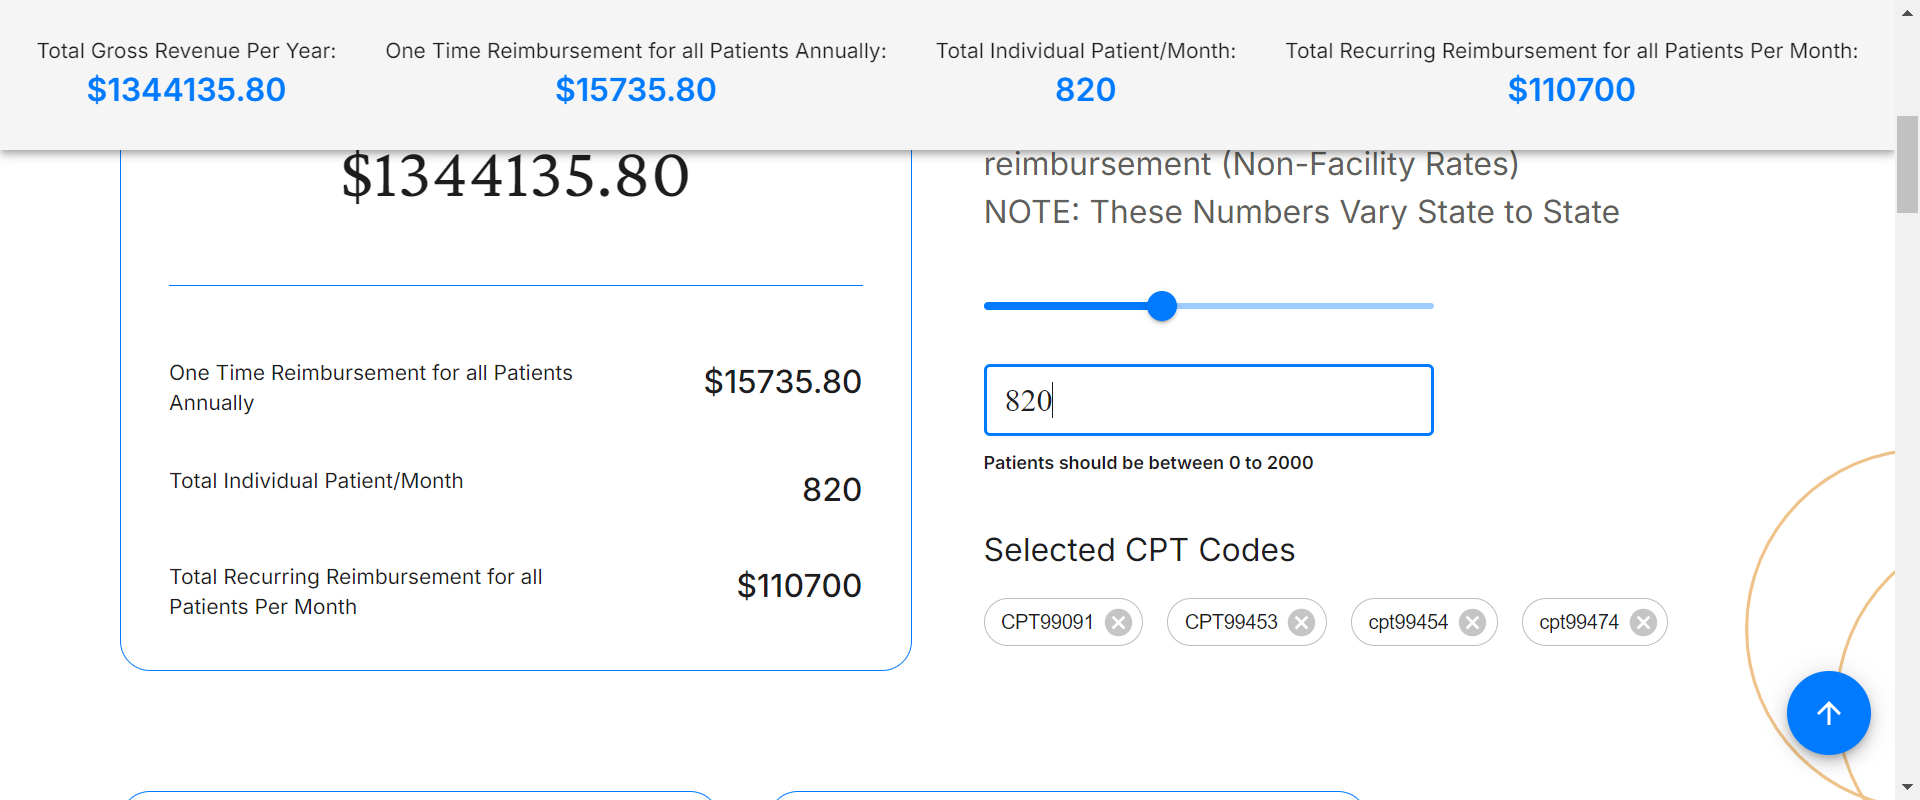 Total Gross Revenue Per Year:
$1344135.80
One Time Reimbursement for all Patients Annually:
$15735.80
Total Individual Patient/Month:
820
Total Recurring Reimbursement for all Patients Per Month:
$110700
$1344135.80
One Time Reimbursement for all Patients
Annually
$15735.80
Total Individual Patient/Month
820
Total Recurring Reimbursement for all
Patients Per Month
$110700
reimbursement (Non-Facility Rates)
NOTE: These Numbers Vary State to State
820
Patients should be between 0 to 2000
Selected CPT Codes
CPT99091
CPT99453
cpt99454
cpt99474